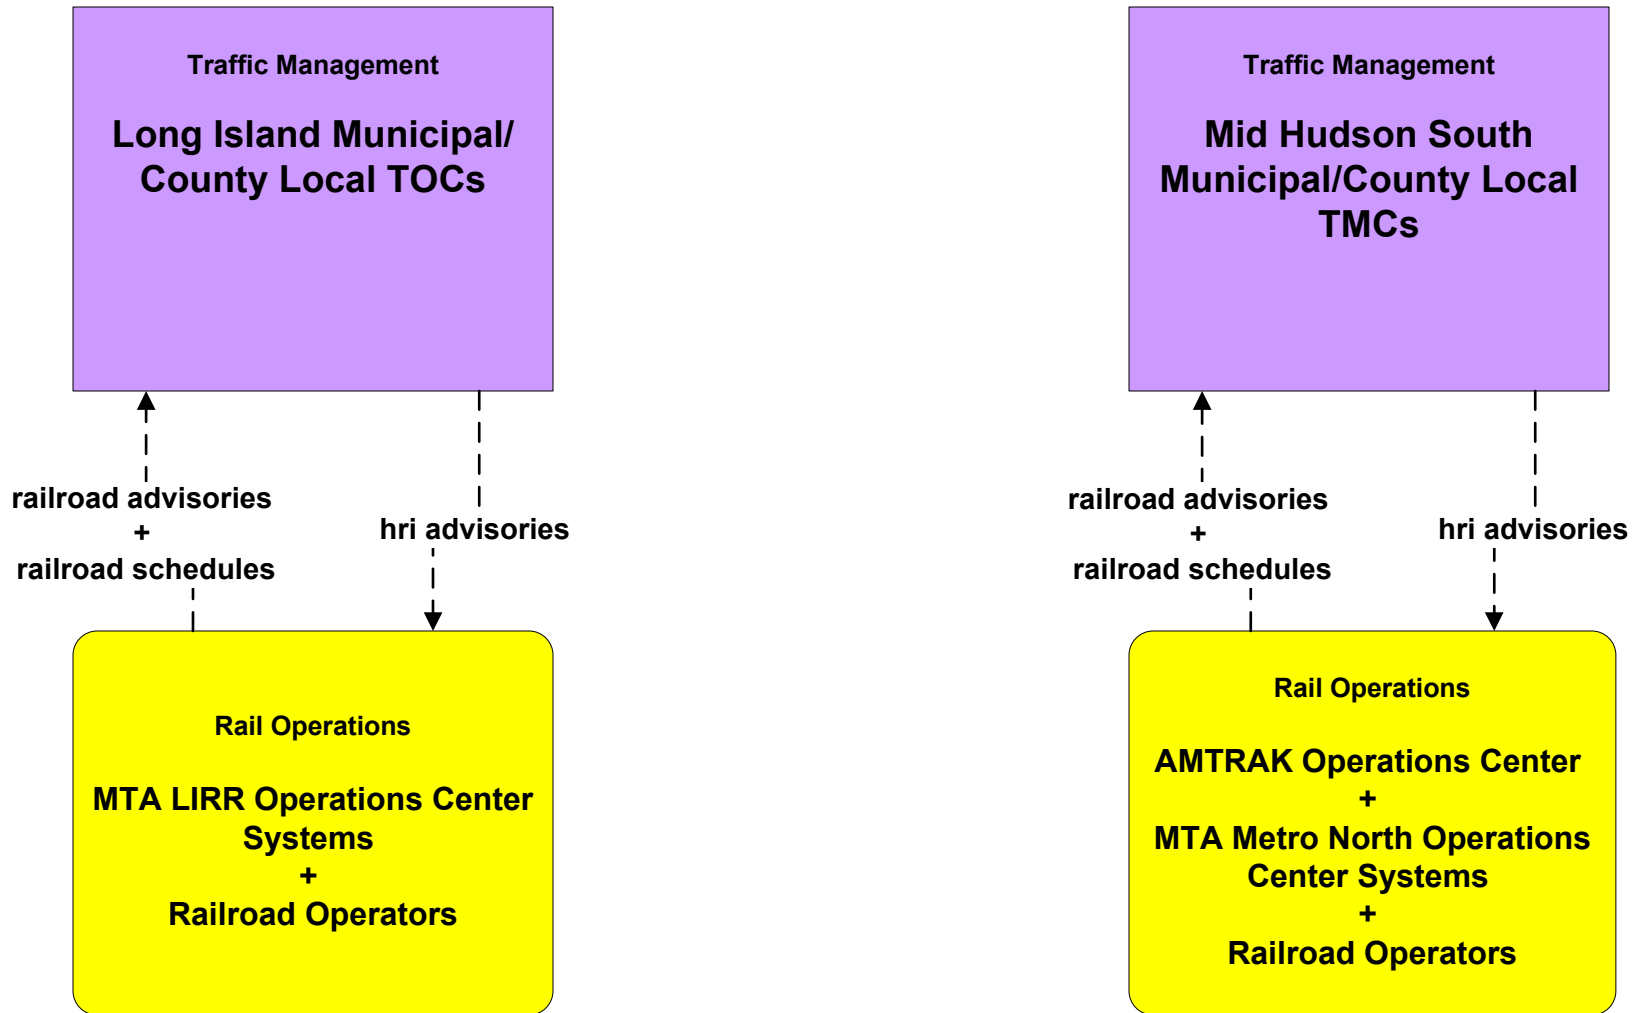 Traffic Management
Long Island Municipal/
County Local TOCs
railroad advisories
+
railroad schedules
hri advisories
Rail Operations
MTA LIRR Operations Center
Systems
+
Railroad Operators
Traffic Management
Mid Hudson South
Municipal/County Local
TMCs
railroad advisories
+
railroad schedules
hri advisories
Rail Operations
AMTRAK Operations Center
+
MTA Metro North Operations
Center Systems
+
Railroad Operators